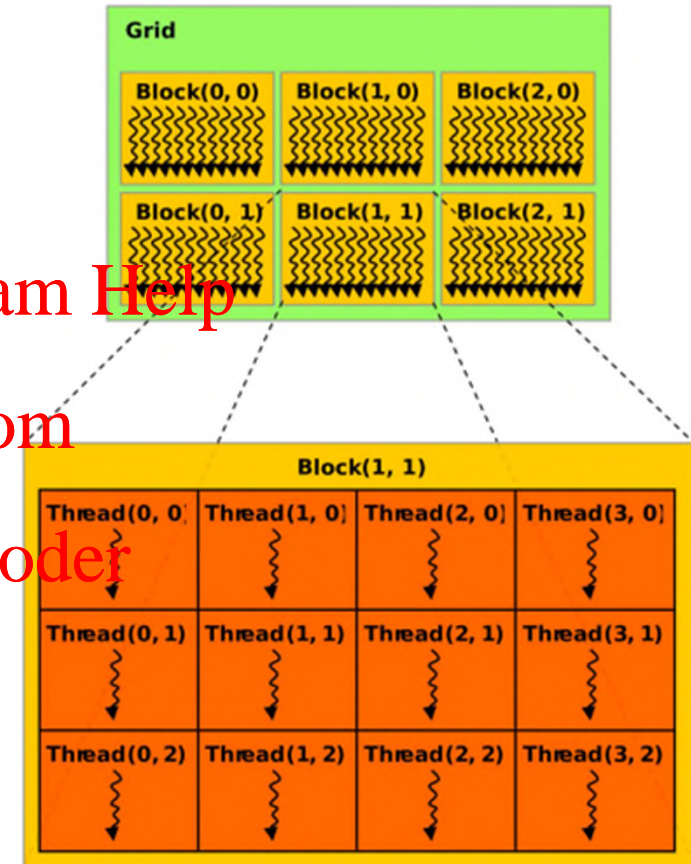 Grid
Block(0, 0) Block(1, 0) Block(2, 0)
Block(0, 1) Block(1, 1) Block(2, 1)
am Help
om
Block(1, 1)
Thread(0, 0) Thread(1, 0) Thread(2, 0) Thread(3, 0)
oder
Thread(0, 1) Thread(1, 1) Thread(2, 1) Thread(3, 1)
Thread(0, 2) Thread(1, 2) Thread(2, 2) Thread(3, 2)